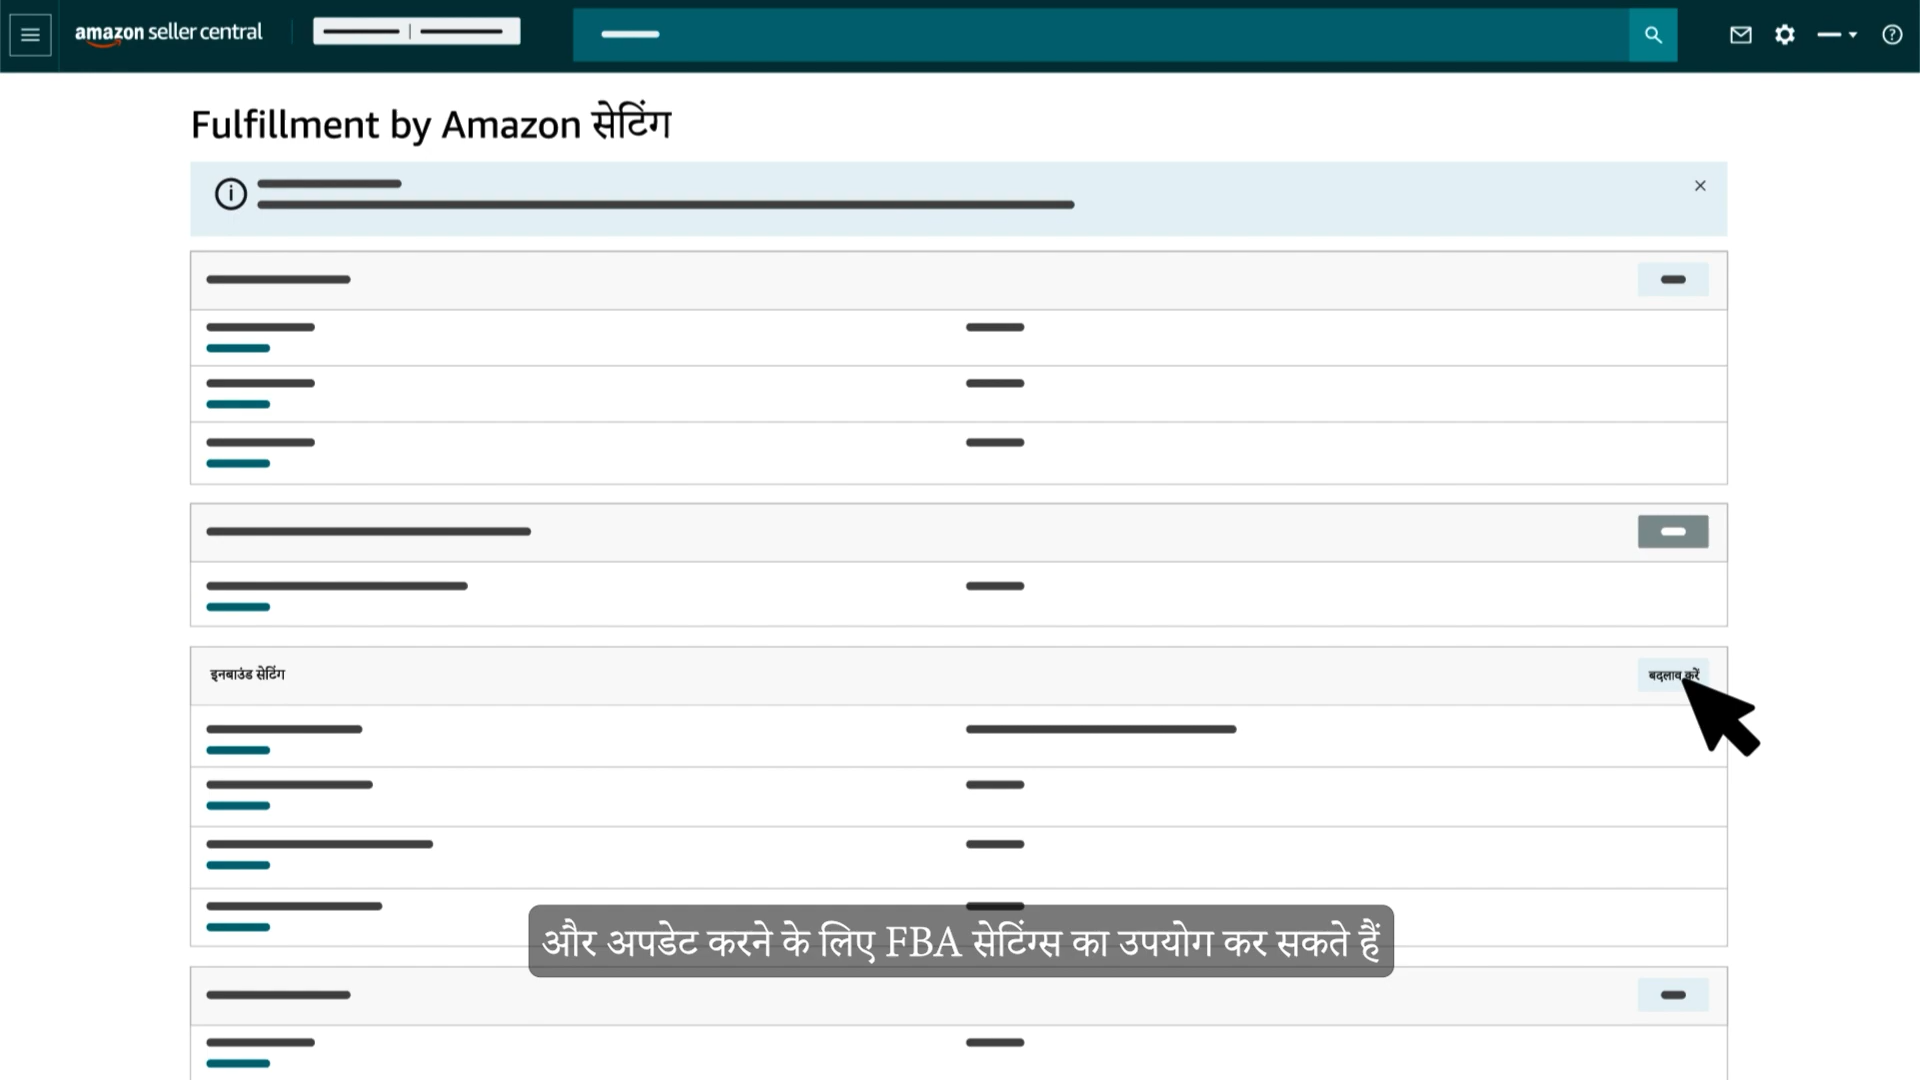 amazon seller central
Fulfillment by Amazon सेटिंग
इनबाउंड सेटिंग
बदलाव करें
और अपडेट करने के लिए FBA सेटिंग्स का उपयोग कर सकते हैं